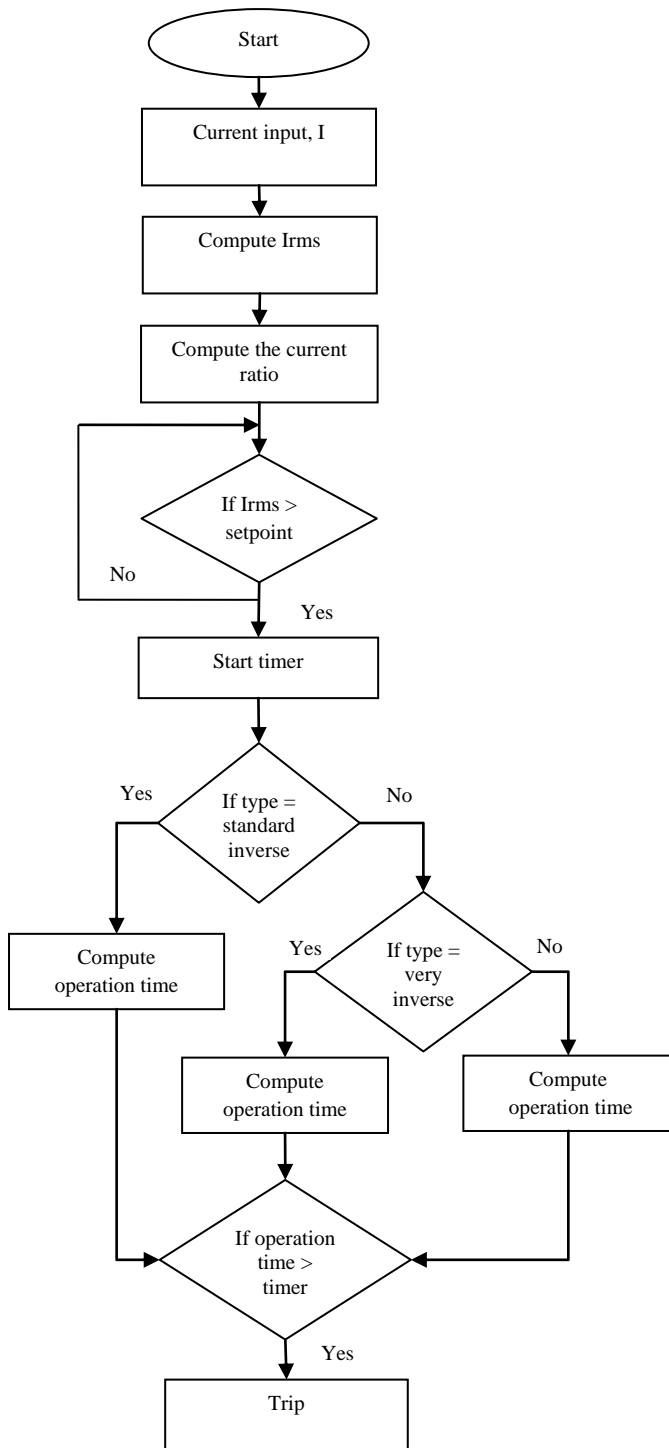 Start
Current input, I
Compute Irms
Compute the current
ratio
If Irms >
setpoint
No
Yes
Start timer
Yes
If type =
standard
inverse
No
Compute
operation time
Yes
If type =
very
inverse
No
Compute
operation time
Compute
operation time
If operation
time >
timer
Yes
Trip